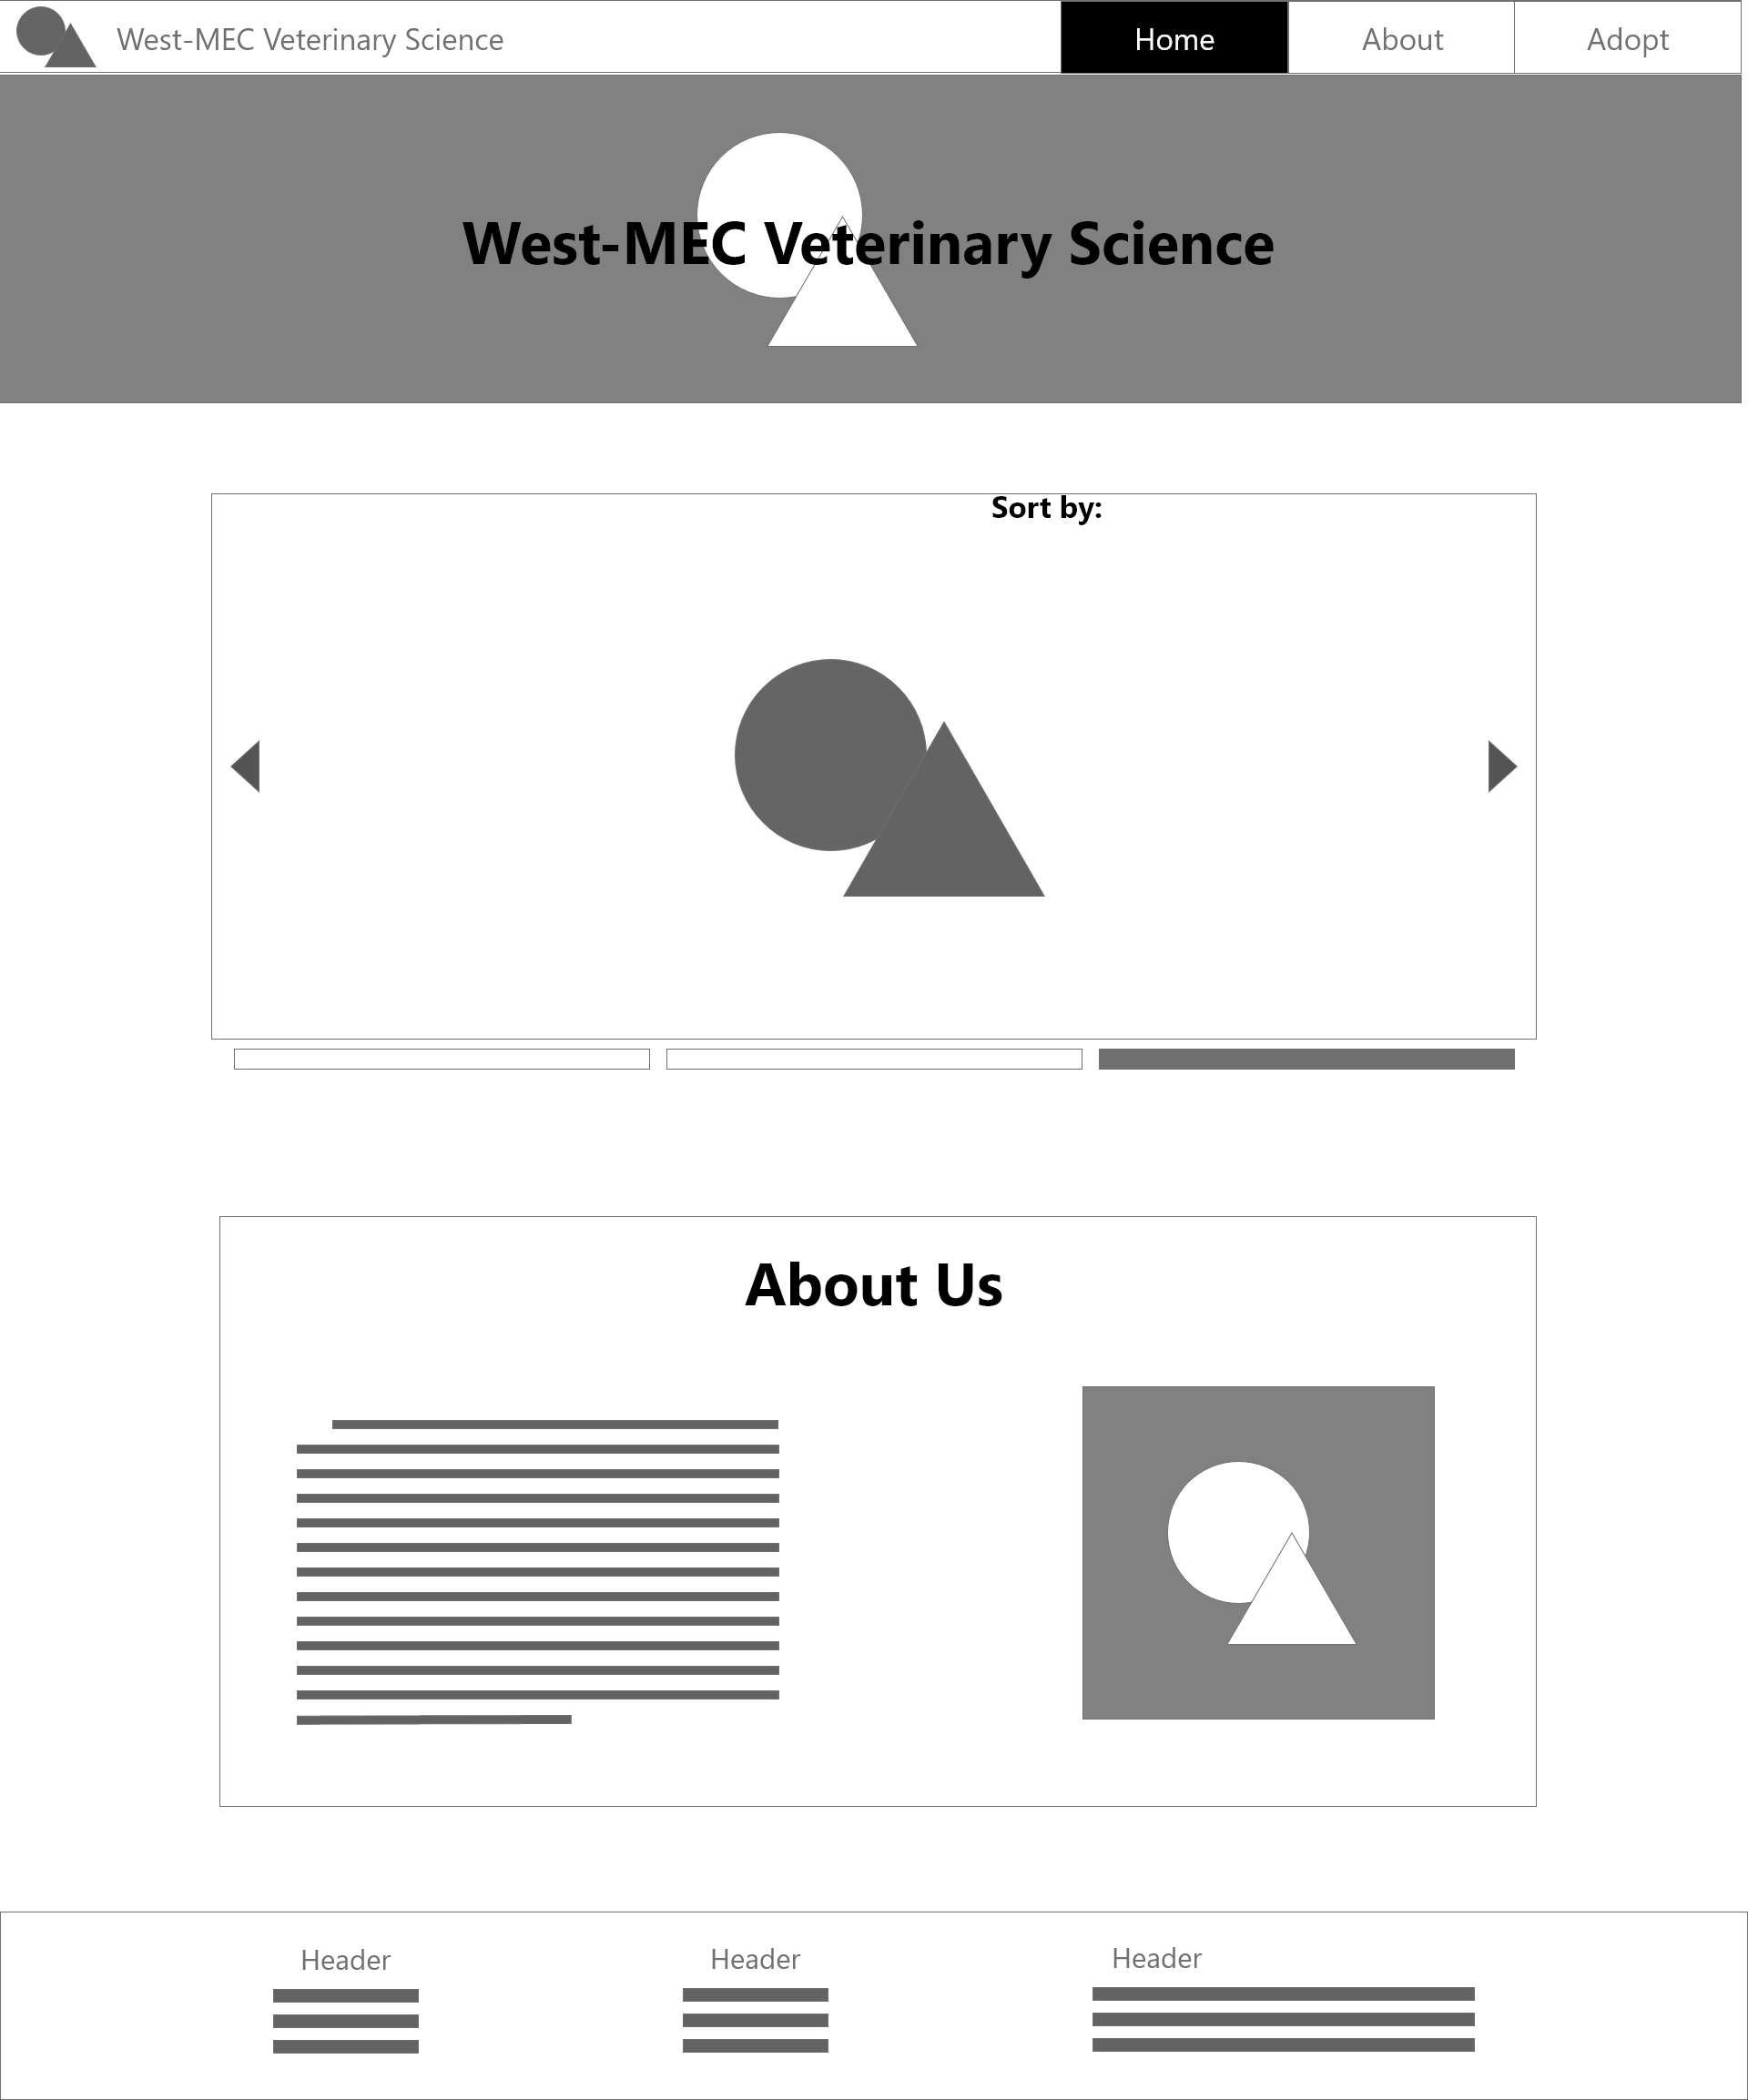 West-MEC Veterinary Science
Home
About
Adopt
West-MEC Veterinary Science
Sort by:
About Us
Header
Header
Header